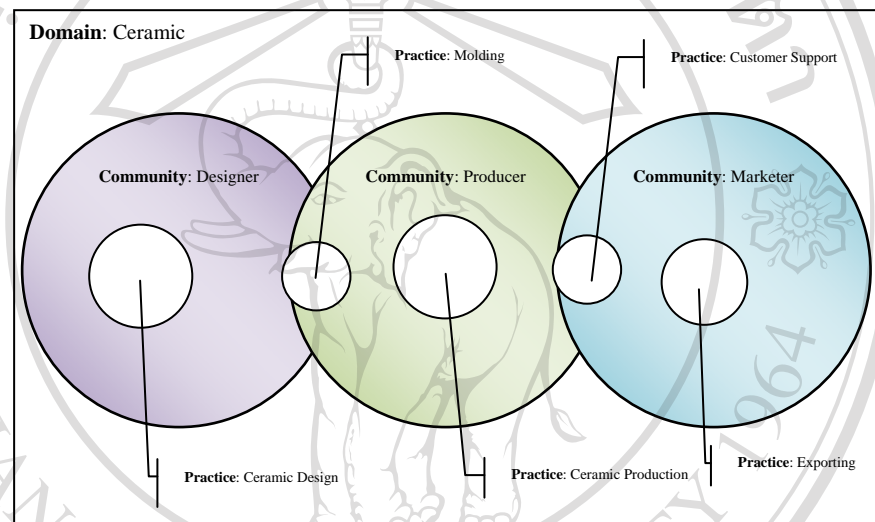 Domain: Ceramic
Practice: Molding
Practice: Customer Support
Community: Designer
Community: Producer
Community: Marketer
Practice: Ceramic Design
Practice: Ceramic Production
Practice: Exporting
1964